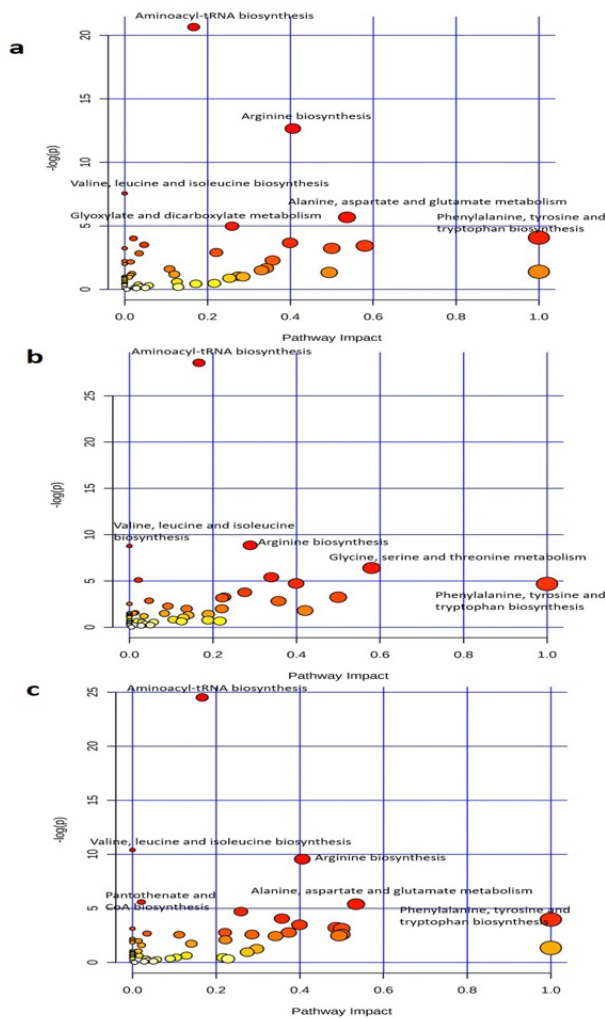 a
Aminoacyl-tRNA biosynthesis
20
15
Arginine biosynthesis
-log(p)
10
Valine, leucine and isoleucine biosynthesis
Alanine, aspartate and glutamate metabolism
Glyoxylate and dicarboxylate metabolism
Phenylalanine, tyrosine and
tryptophan biosynthesis
5
0
0.0 0.2 0.4 0.6 0.8 1.0
Pathway Impact
b
Aminoacyl-tRNA biosynthesis
25
20
-log(p)
15
10
Valine, leucine and isoleucine
biosynthesis
Arginine biosynthesis
Glycine, serine and threonine metabolism
5
Phenylalanine, tyrosine and
tryptophan biosynthesis
0
0.0 0.2 0.4 0.6 0.8 1.0
Pathway Impact
c
Aminoacyl-tRNA biosynthesis
25
20
15
-log(p)
Valine, leucine and isoleucine biosynthesis
10
Arginine biosynthesis
Pantothenate and
CoA biosynthesis
Alanine, aspartate and glutamate metabolism
Phenylalanine, tyrosine and
tryptophan biosynthesis
5
0
0.0 0.2 0.4 0.6 0.8 1.0
Pathway Impact